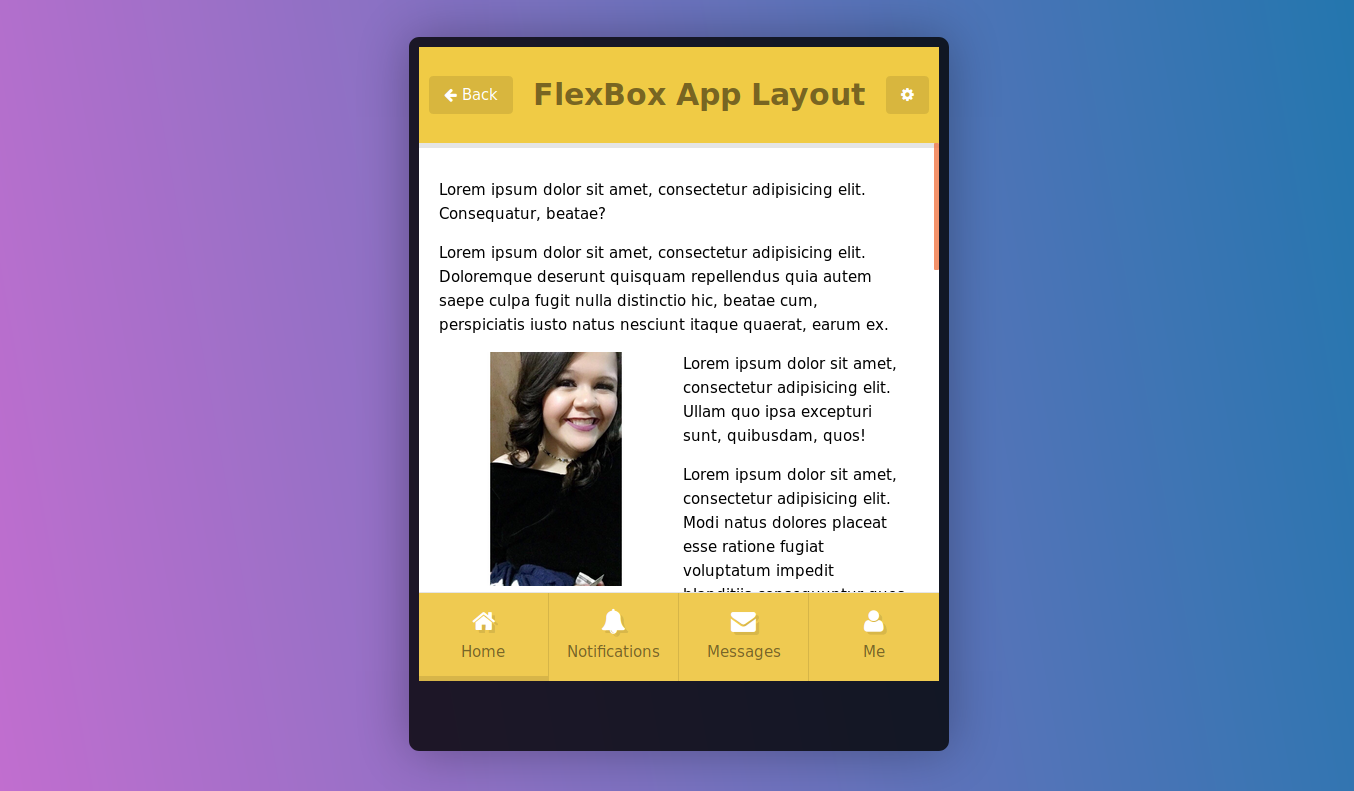 Back
FlexBox App Layout
Lorem ipsum dolor sit amet, consectetur adipisicing elit.
Consequatur, beatae?
Lorem ipsum dolor sit amet, consectetur adipisicing elit.
Doloremque deserunt quisquam repellendus quia autem
saepe culpa fugit nulla distinctio hic, beatae cum,
perspiciatis iusto natus nesciunt itaque quaerat, earum ex.
Lorem ipsum dolor sit amet,
consectetur adipisicing elit.
Ullam quo ipsa excepturi
sunt, quibusdam, quos!
Lorem ipsum dolor sit amet,
consectetur adipisicing elit.
Modi natus dolores placeat
esse ratione fugiat
voluptatum impedit
Home
Notifications
Messages
Me